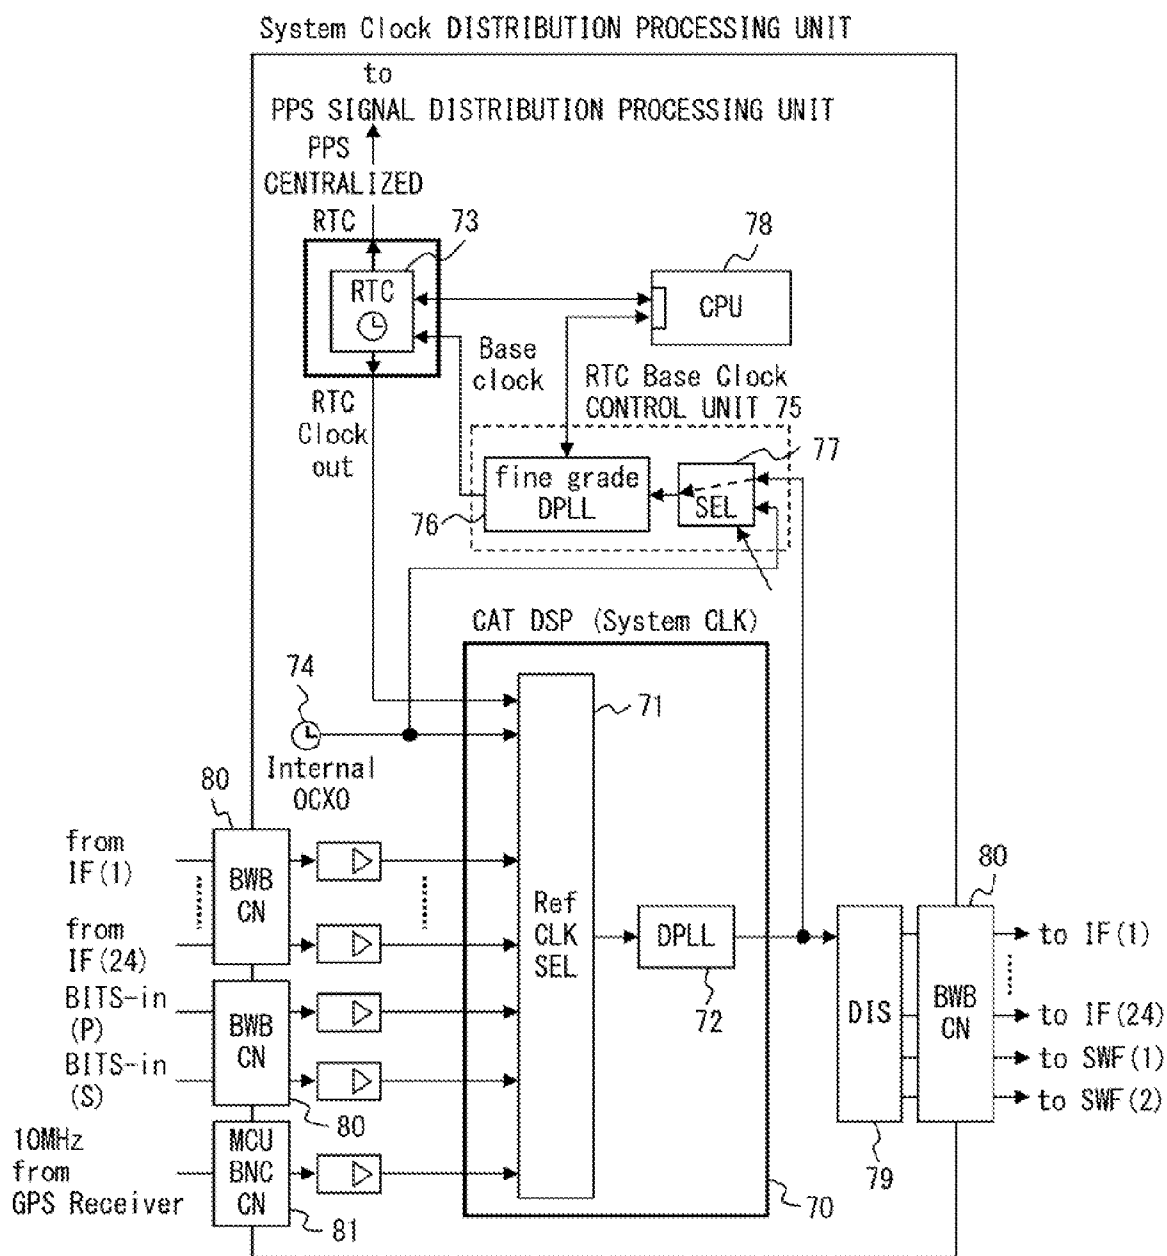 System Clock DISTRIBUTION PROCESSING UNIT
to
PPS SIGNAL DISTRIBUTION PROCESSING UNIT
PPS
CENTRALIZED
RTC
73
78
RTC
CPU
Base
clock
RTC Base Clock
CONTROL UNIT 75
RTC
Clock
out
77
fine grade
DPLL
SEL
76
CAT DSP (System CLK)
74
71
Internal
OCXO
80
from
IF(1)
BWB
CN
from
IF(24)
Ref
CLK
SEL
DPLL
72
80
DIS
BWB
CN
to IF(1)
to IF(24)
to SWF(1)
to SWF(2)
BITS-in
(P)
BWB
CN
BITS-in
(S)
80
79
10MHz
from
GPS Receiver
MCU
BNC
CN
81
70